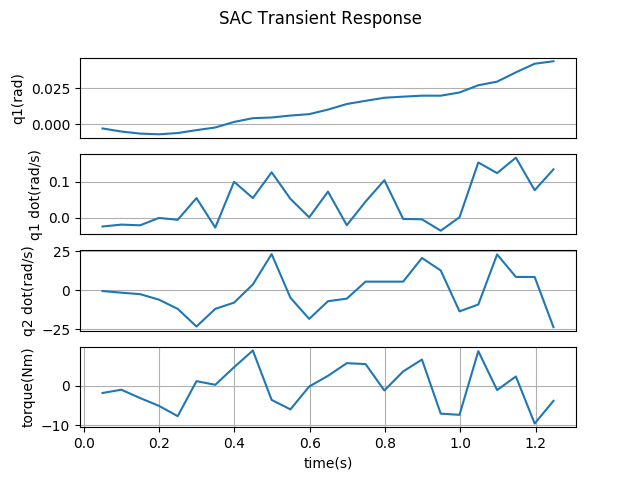 SAC Transient Response
q1(rad)
0.025
0.000
q1 dot(rad/s)
0.1
0.0
q2 dot(rad/s)
25
0
−25
torque(Nm)
0
−10
0.0 0.2 0.4 0.6 0.8 1.0 1.2
time(s)